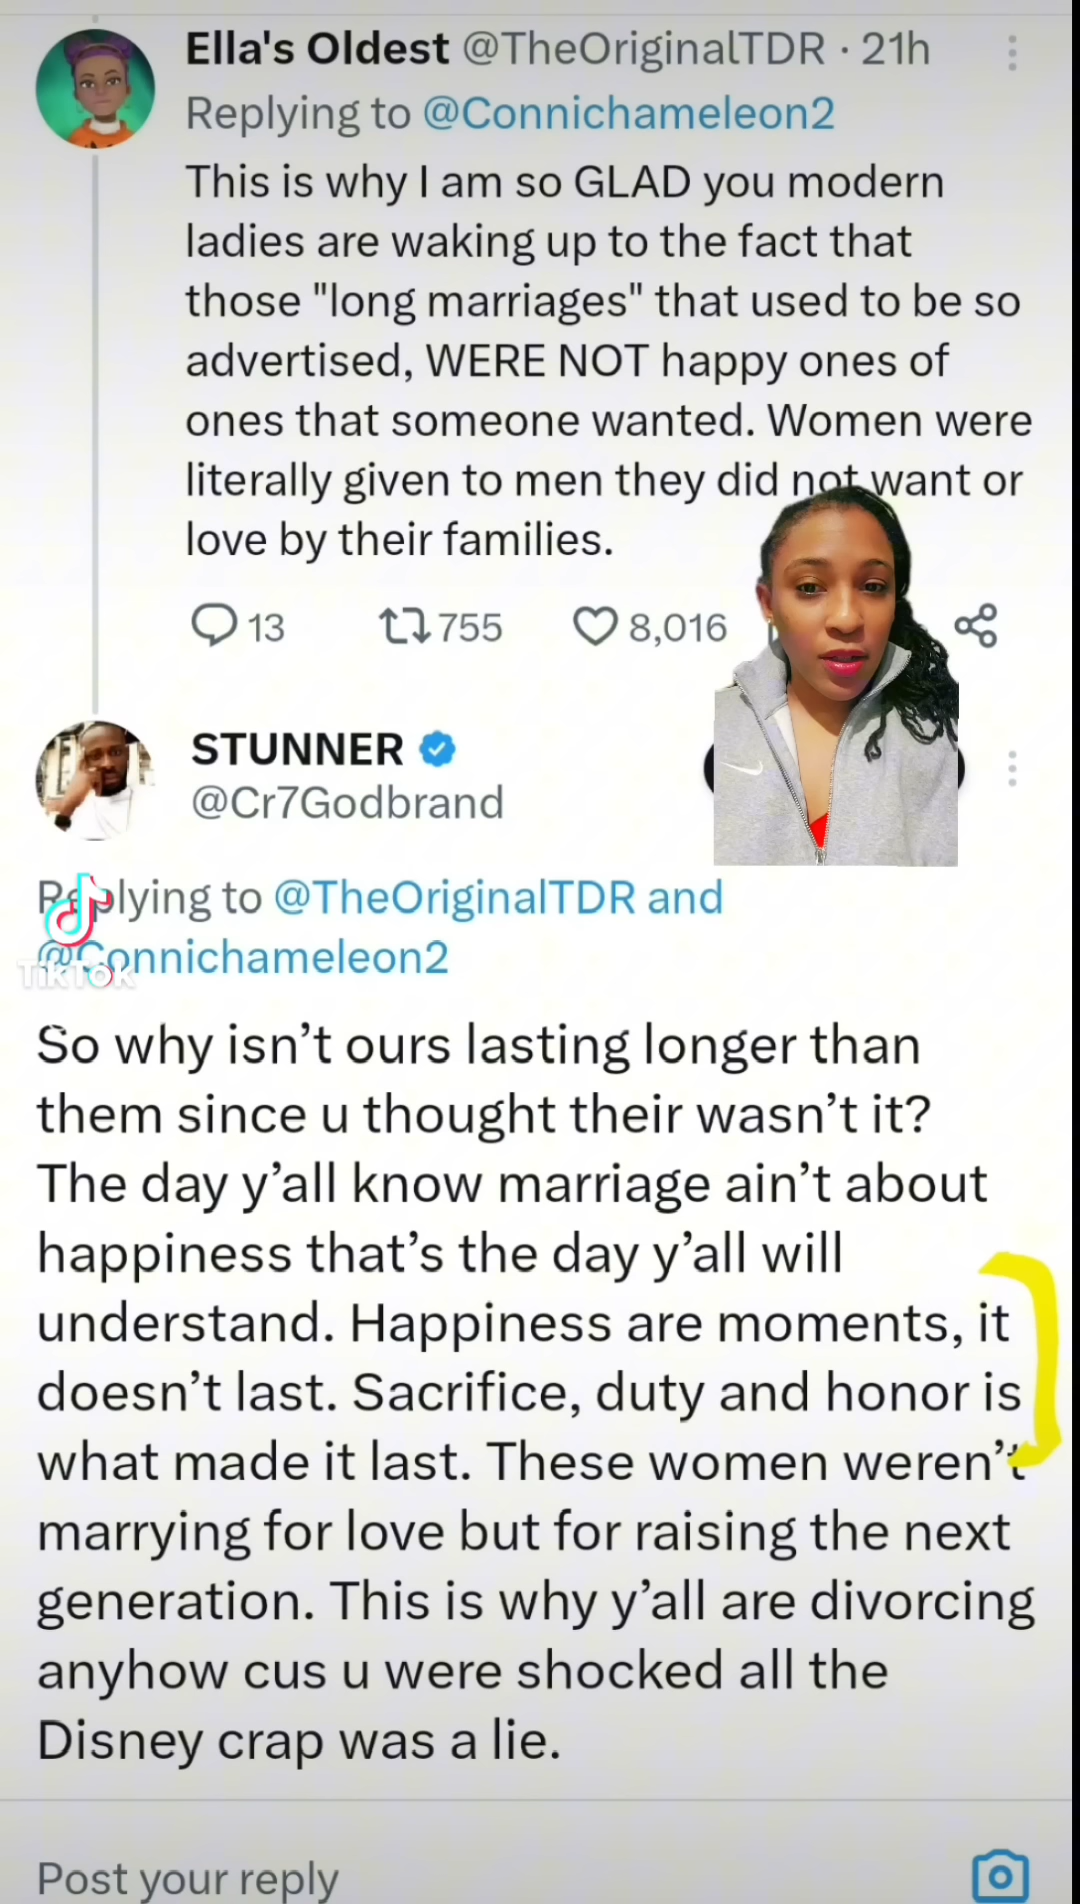 Ella's Oldest @TheOriginalTDR · 21h
Replying to @Connichameleon2
This is why I am so GLAD you modern
ladies are waking up to the fact that
those "long marriages" that used to be so
advertised, WERE NOT happy ones of
ones that someone wanted. Women were
literally given to men they did not want or
love by their families.
13 755 8,016
STUNNER
@Cr7Godbrand
Replying to @TheOriginalTDR and
@Connichameleon2
TikTok
So why isn't ours lasting longer than
them since u thought their wasn't it?
The day y'all know marriage ain't about
happiness that's the day y'all will
understand. Happiness are moments, it
doesn't last. Sacrifice, duty and honor is
what made it last. These women weren't
marrying for love but for raising the next
generation. This is why y'all are divorcing
anyhow cus u were shocked all the
Disney crap was a lie.
Post your reply